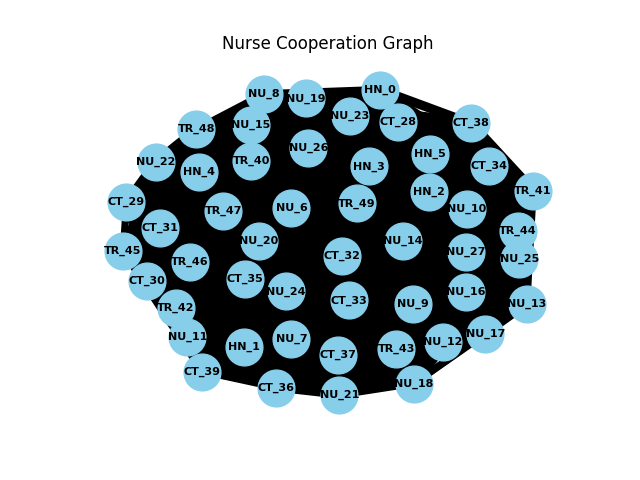 Nurse Cooperation Graph
HN_0
NU_8
NU_19
NU_23
CT_28
CT_38
NU_15
TR_48
NU_26
HN_5
TR_40
NU_22
HN_3
CT_34
HN_4
TR_41
HN_2
CT_29
TR_49
NU_6
NU_10
TR_47
CT_31
TR_44
NU_20
NU_14
TR_45
CT_32
NU_27
NU_25
TR_46
CT_35
CT_30
NU_24
NU_16
CT_33
NU_9
NU_13
TR_42
NU_17
NU_11
NU_7
NU_12
HN_1
TR_43
CT_37
CT_39
NU_18
CT_36
NU_21